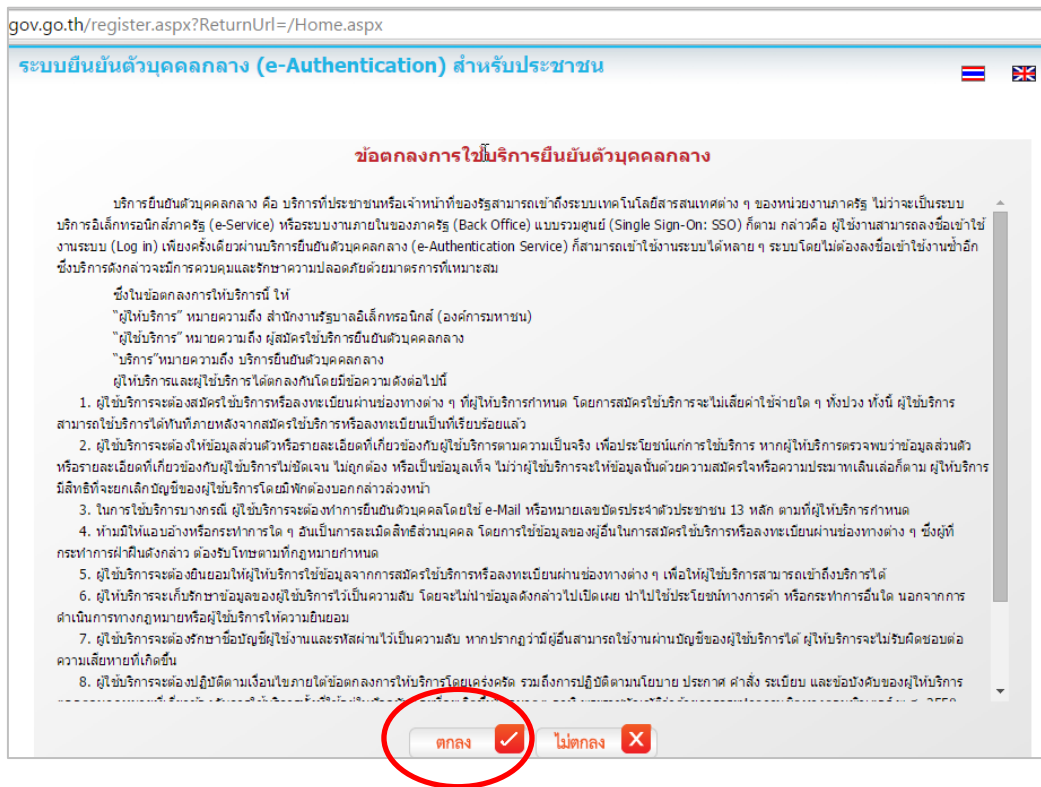 gov.go.th/register.aspx?ReturnUrl=/Home.aspx
ระบบยืนยันตัวบุคคลกลาง (e-Authentication) สำหรับประชาชน
ข้อตกลงการใช้บริการยืนยันตัวบุคคลกลาง
บริการยืนยันตัวบุคคลกลาง คือ บริการที่ประชาชนหรือเจ้าหน้าที่ของรัฐสามารถเข้าถึงระบบเทคโนโลยีสารสนเทศต่าง ๆ ของหน่วยงานภาครัฐ ไม่ว่าจะเป็นระบบ
บริการอิเล็กทรอนิกส์ภาครัฐ (e-Service) หรือระบบงานภายในของภาครัฐ (Back Office) แบบรวมศูนย์ (Single Sign-On: SSO) ก็ตาม กล่าวคือ ผู้ใช้งานสามารถลงชื่อเข้าใช้
งานระบบ (Log in) เพียงครั้งเดียวผ่านบริการยืนยันตัวบุคคลกลาง (e-Authentication Service) ก็สามารถเข้าใช้งานระบบได้หลาย ๆ ระบบโดยไม่ต้องลงชื่อเข้าใช้งานซ้ำอีก
ซึ่งบริการดังกล่าวจะมีการควบคุมและรักษาความปลอดภัยด้วยมาตรการที่เหมาะสม
ซึ่งในข้อตกลงการให้บริการนี้ ให้
"ผู้ให้บริการ" หมายความถึง สำนักงานรัฐบาลอิเล็กทรอนิกส์ (องค์การมหาชน)
"ผู้ใช้บริการ" หมายความถึง ผู้สมัครใช้บริการยืนยันตัวบุคคลกลาง
"บริการ"หมายความถึง บริการยืนยันตัวบุคคลกลาง
ผู้ให้บริการและผู้ใช้บริการได้ตกลงกันโดยมีข้อความดังต่อไปนี้
1. ผู้ใช้บริการจะต้องสมัครใช้บริการหรือลงทะเบียนผ่านช่องทางต่าง ๆ ที่ผู้ให้บริการกำหนด โดยการสมัครใช้บริการจะไม่เสียค่าใช้จ่ายใด ๆ ทั้งปวง ทั้งนี้ ผู้ใช้บริการ
สามารถใช้บริการได้ทันทีภายหลังจากสมัครใช้บริการหรือลงทะเบียนเป็นที่เรียบร้อยแล้ว
2. ผู้ใช้บริการจะต้องให้ข้อมูลส่วนตัวหรือรายละเอียดที่เกี่ยวข้องกับผู้ใช้บริการตามความเป็นจริง เพื่อประโยชน์แก่การใช้บริการ หากผู้ให้บริการตรวจพบว่าข้อมูลส่วนตัว
หรือรายละเอียดที่เกี่ยวข้องกับผู้ใช้บริการไม่ชัดเจน ไม่ถูกต้อง หรือเป็นข้อมูลเท็จ ไม่ว่าผู้ใช้บริการจะให้ข้อมูลนั้นด้วยความสมัครใจหรือความประมาทเลินเล่อก็ตาม ผู้ให้บริการ
มีสิทธิที่จะยกเลิกบัญชีของผู้ใช้บริการโดยมิพักต้องบอกกล่าวล่วงหน้า
3. ในการใช้บริการบางกรณี ผู้ใช้บริการจะต้องทำการยืนยันตัวบุคคลโดยใช้ e-Mail หรือหมายเลขบัตรประจำตัวประชาชน 13 หลัก ตามที่ผู้ให้บริการกำหนด
4. ห้ามมิให้แอบอ้างหรือกระทำการใด ๆ อันเป็นการละเมิดสิทธิส่วนบุคคล โดยการใช้ข้อมูลของผู้อื่นในการสมัครใช้บริการหรือลงทะเบียนผ่านช่องทางต่าง ๆ ซึ่งผู้ที่
กระทำการฝ่าฝืนดังกล่าว ต้องรับโทษตามที่กฎหมายกำหนด
5. ผู้ใช้บริการจะต้องยินยอมให้ผู้ให้บริการใช้ข้อมูลจากการสมัครใช้บริการหรือลงทะเบียนผ่านช่องทางต่าง ๆ เพื่อให้ผู้ใช้บริการสามารถเข้าถึงบริการได้
6. ผู้ให้บริการจะเก็บรักษาข้อมูลของผู้ใช้บริการไว้เป็นความลับ โดยจะไม่นำข้อมูลดังกล่าวไปเปิดเผย นำไปใช้ประโยชน์ทางการค้า หรือกระทำการอื่นใด นอกจากการ
ดำเนินการทางกฎหมายหรือผู้ใช้บริการให้ความยินยอม
7. ผู้ใช้บริการจะต้องรักษาชื่อบัญชีผู้ใช้งานและรหัสผ่านไว้เป็นความลับ หากปรากฏว่ามีผู้อื่นสามารถใช้งานผ่านบัญชีของผู้ใช้บริการได้ ผู้ให้บริการจะไม่รับผิดชอบต่อ
ความเสียหายที่เกิดขึ้น
8. ผู้ใช้บริการจะต้องปฏิบัติตามเงื่อนไขภายใต้ข้อตกลงการให้บริการโดยเคร่งครัด รวมถึงการปฏิบัติตามนโยบาย ประกาศ คำสั่ง ระเบียบ และข้อบังคับของผู้ให้บริการ
ตกลง ไม่ตกลง